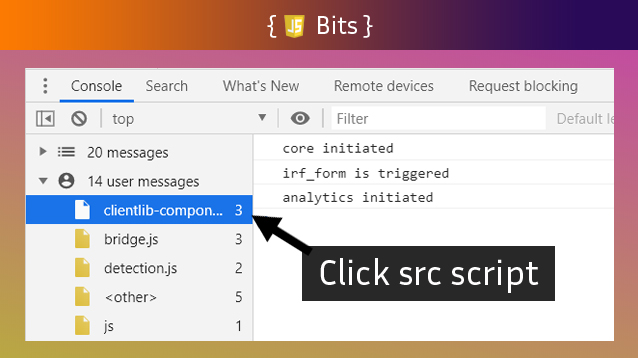 { JS Bits }
Console Search What's New Remote devices Request blocking
top Filter Default le
20 messages
14 user messages
clientlib-compon... 3
bridge.js 3
detection.js 2
<other> 5
js 1
core initiated
irf_form is triggered
analytics initiated
Click src script